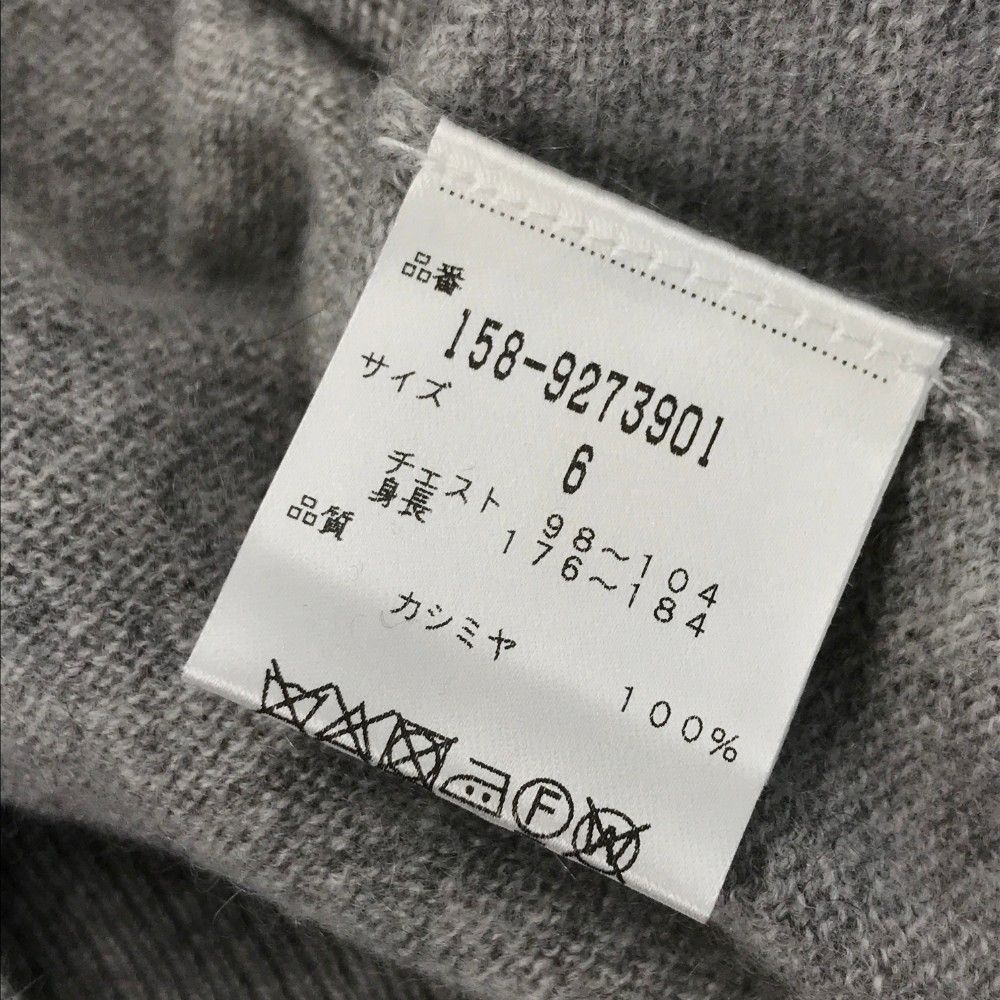 品番
158-9273901
サイズ
6
チェスト 98～104
身長 176～184
品質
カシミヤ 100%
F
W